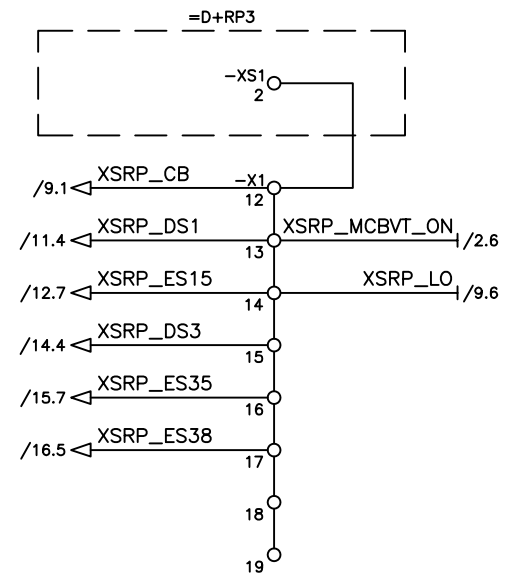 =D+RP3
-XS1
2
/9.1 XSRP_CB -X1
12
/11.4 XSRP_DS1 XSRP_MCBVT_ON /2.6
13
/12.7 XSRP_ES15 XSRP_LO /9.6
14
/14.4 XSRP_DS3
15
/15.7 XSRP_ES35
16
/16.5 XSRP_ES38
17
18
19